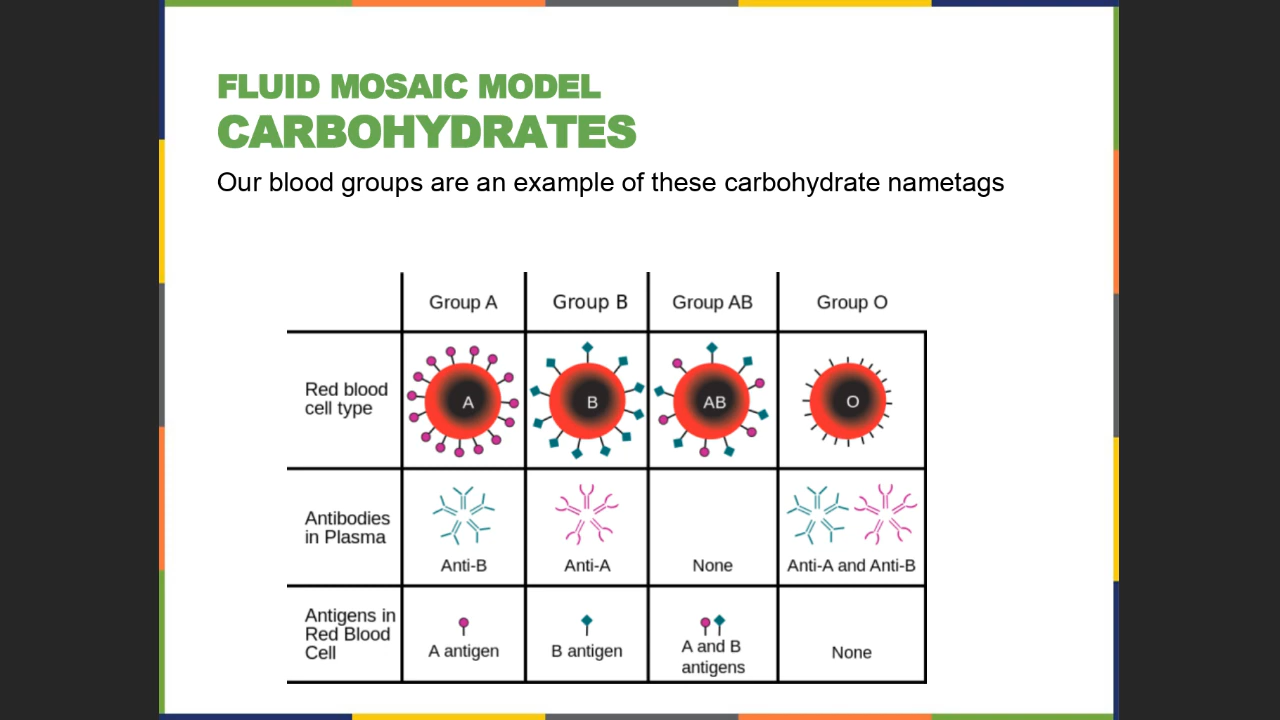 FLUID MOSAIC MODEL
CARBOHYDRATES
Our blood groups are an example of these carbohydrate nametags
Group A
Group B
Group AB
Group O
Red blood
cell type
A
B
AB
O
Antibodies
in Plasma
Anti-B
Anti-A
None
Anti-A and Anti-B
Antigens in
Red Blood
Cell
A antigen
B antigen
A and B
antigens
None